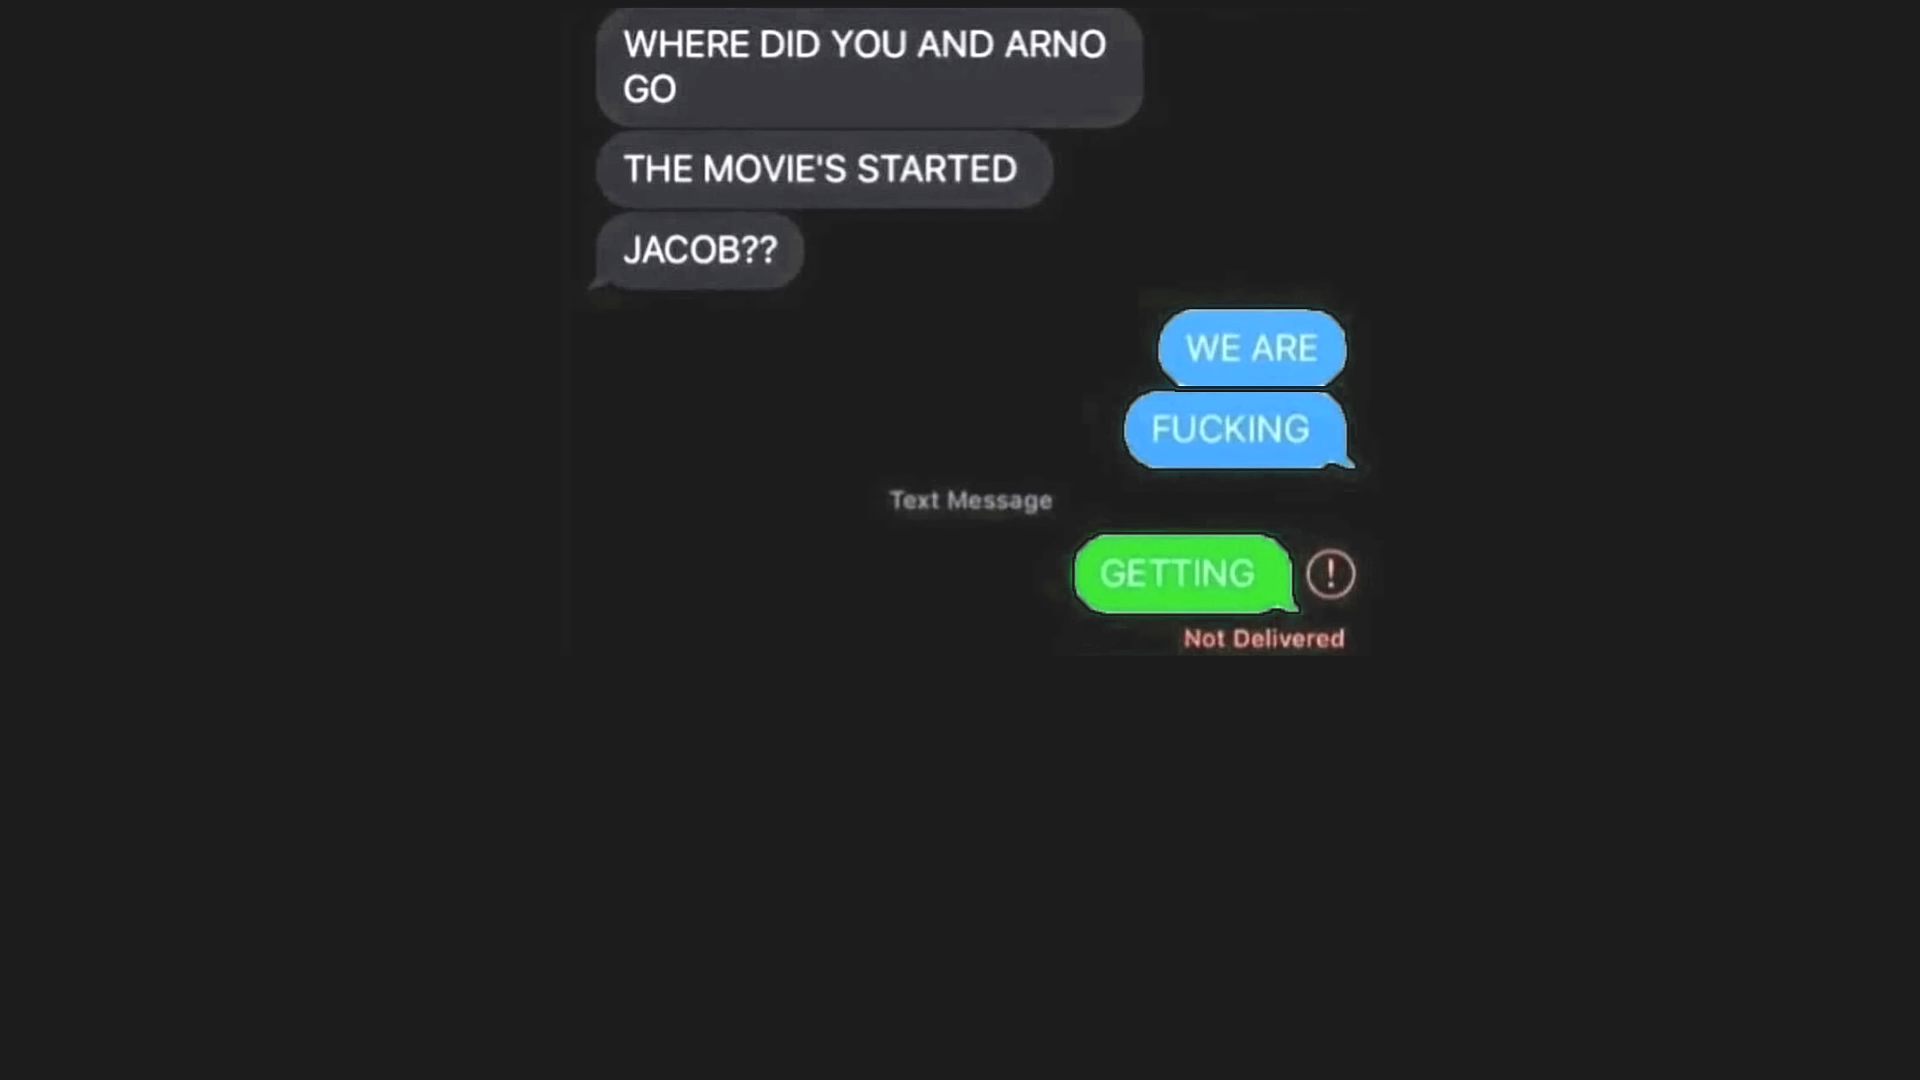 WHERE DID YOU AND ARNO
GO
THE MOVIE'S STARTED
JACOB??
WE ARE
FUCKING
Text Message
GETTING
!
Not Delivered